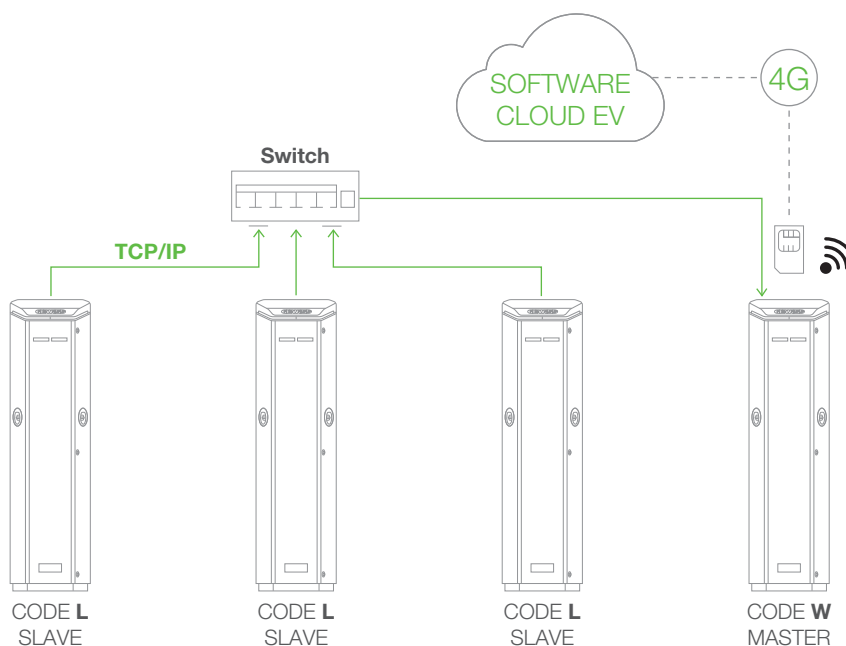 SOFTWARE
CLOUD EV
4G
Switch
TCP/IP
CODE L
SLAVE
CODE L
SLAVE
CODE L
SLAVE
CODE W
MASTER